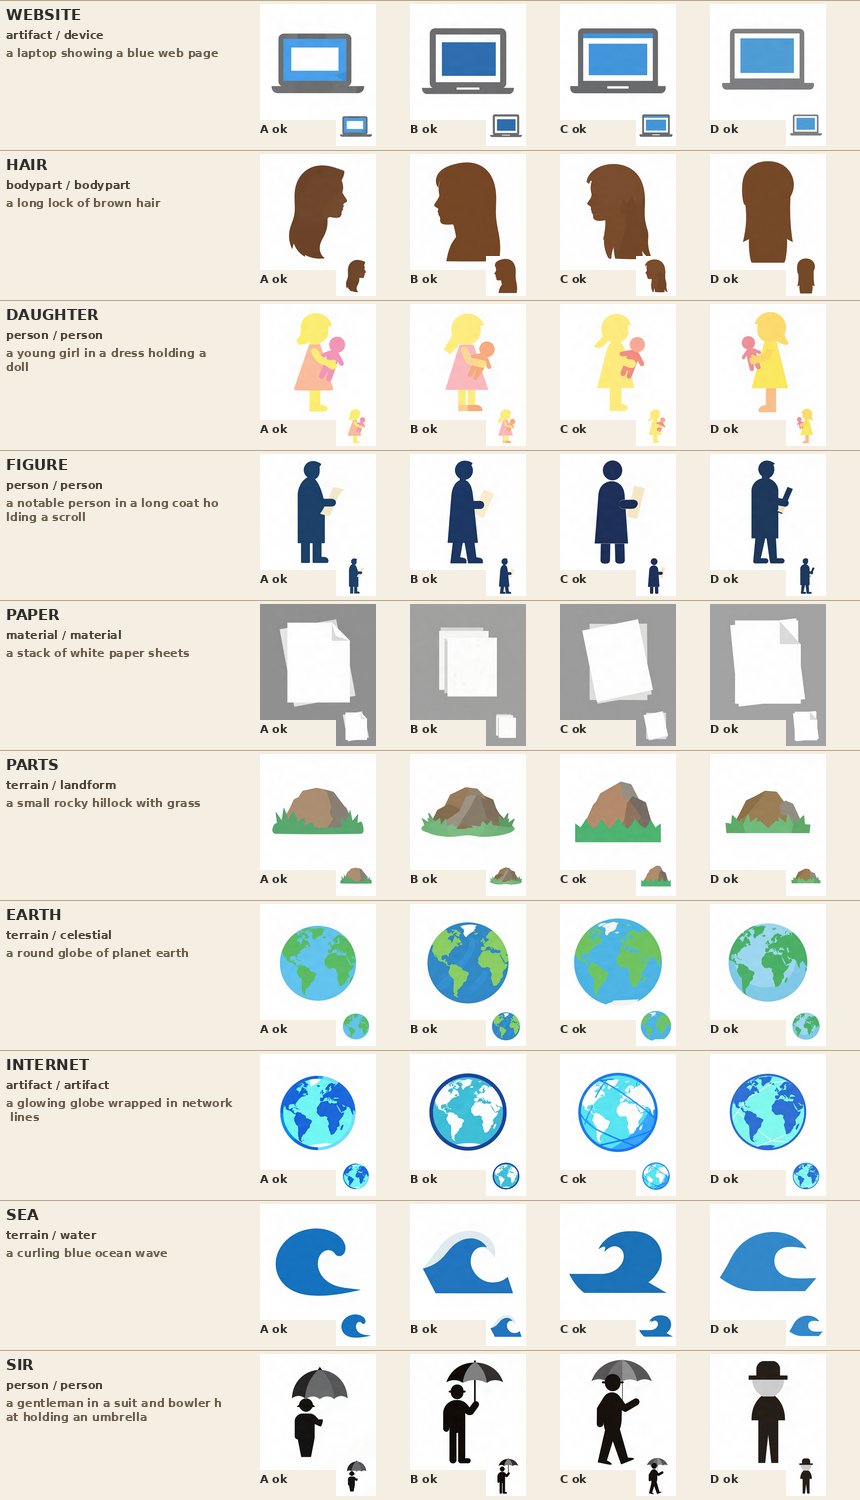 WEBSITE
artifact / device
a laptop showing a blue web page
A ok B ok C ok D ok
HAIR
bodypart / bodypart
a long lock of brown hair
A ok B ok C ok D ok
DAUGHTER
person / person
a young girl in a dress holding a
doll
A ok B ok C ok D ok
FIGURE
person / person
a notable person in a long coat ho
lding a scroll
A ok B ok C ok D ok
PAPER
material / material
a stack of white paper sheets
A ok B ok C ok D ok
PARTS
terrain / landform
a small rocky hillock with grass
A ok B ok C ok D ok
EARTH
terrain / celestial
a round globe of planet earth
A ok B ok C ok D ok
INTERNET
artifact / artifact
a glowing globe wrapped in network
lines
A ok B ok C ok D ok
SEA
terrain / water
a curling blue ocean wave
A ok B ok C ok D ok
SIR
person / person
a gentleman in a suit and bowler h
at holding an umbrella
A ok B ok C ok D ok